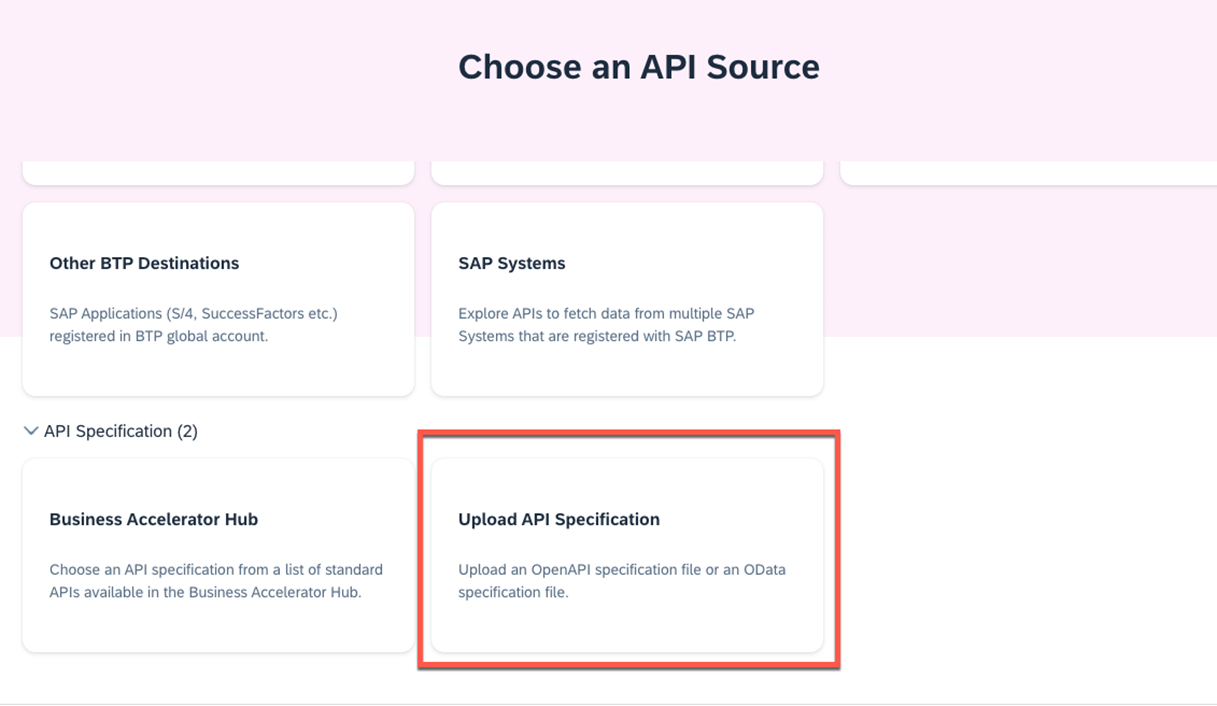 Choose an API Source
Other BTP Destinations
SAP Applications (S/4, SuccessFactors etc.)
registered in BTP global account.
SAP Systems
Explore APIs to fetch data from multiple SAP
Systems that are registered with SAP BTP.
API Specification (2)
Business Accelerator Hub
Choose an API specification from a list of standard
APIs available in the Business Accelerator Hub.
Upload API Specification
Upload an OpenAPI specification file or an OData
specification file.